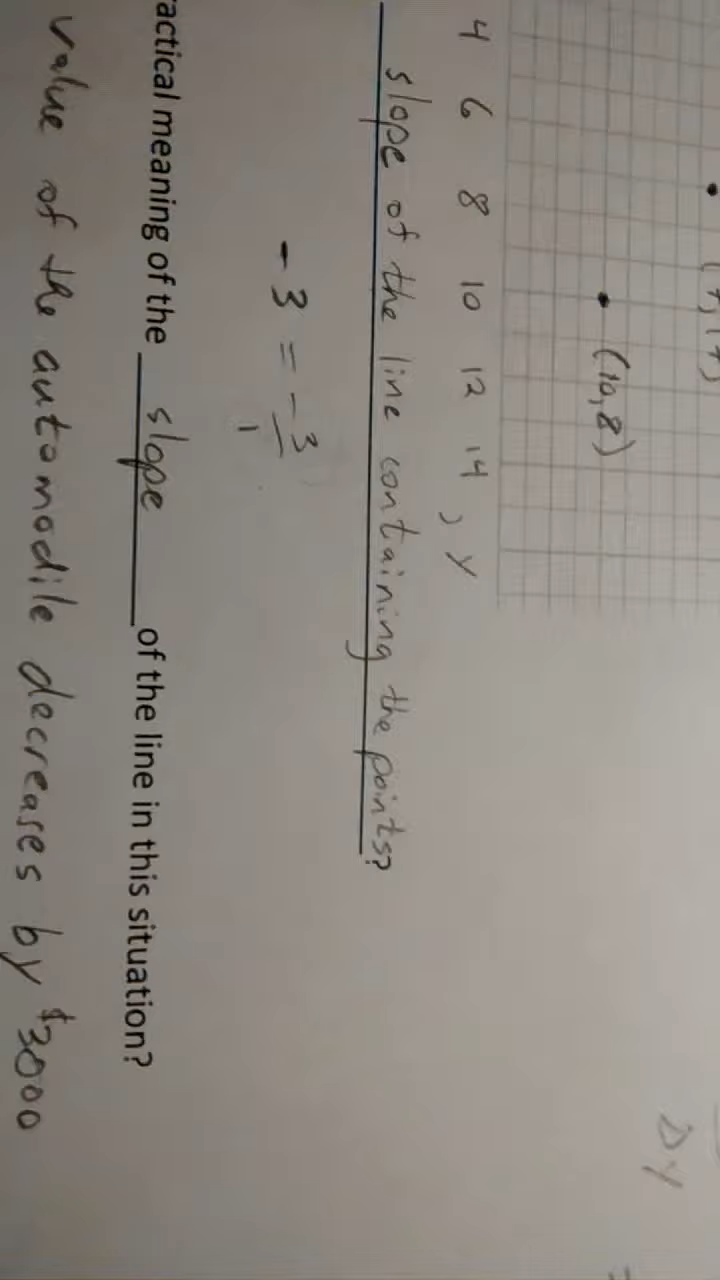 (10,8)
4 6 8 10 12 14, y
slope of the line containing the points?
-3 = -3/1
actical meaning of the slope of the line in this situation?
value of the automodile decreases by $3000
Δy